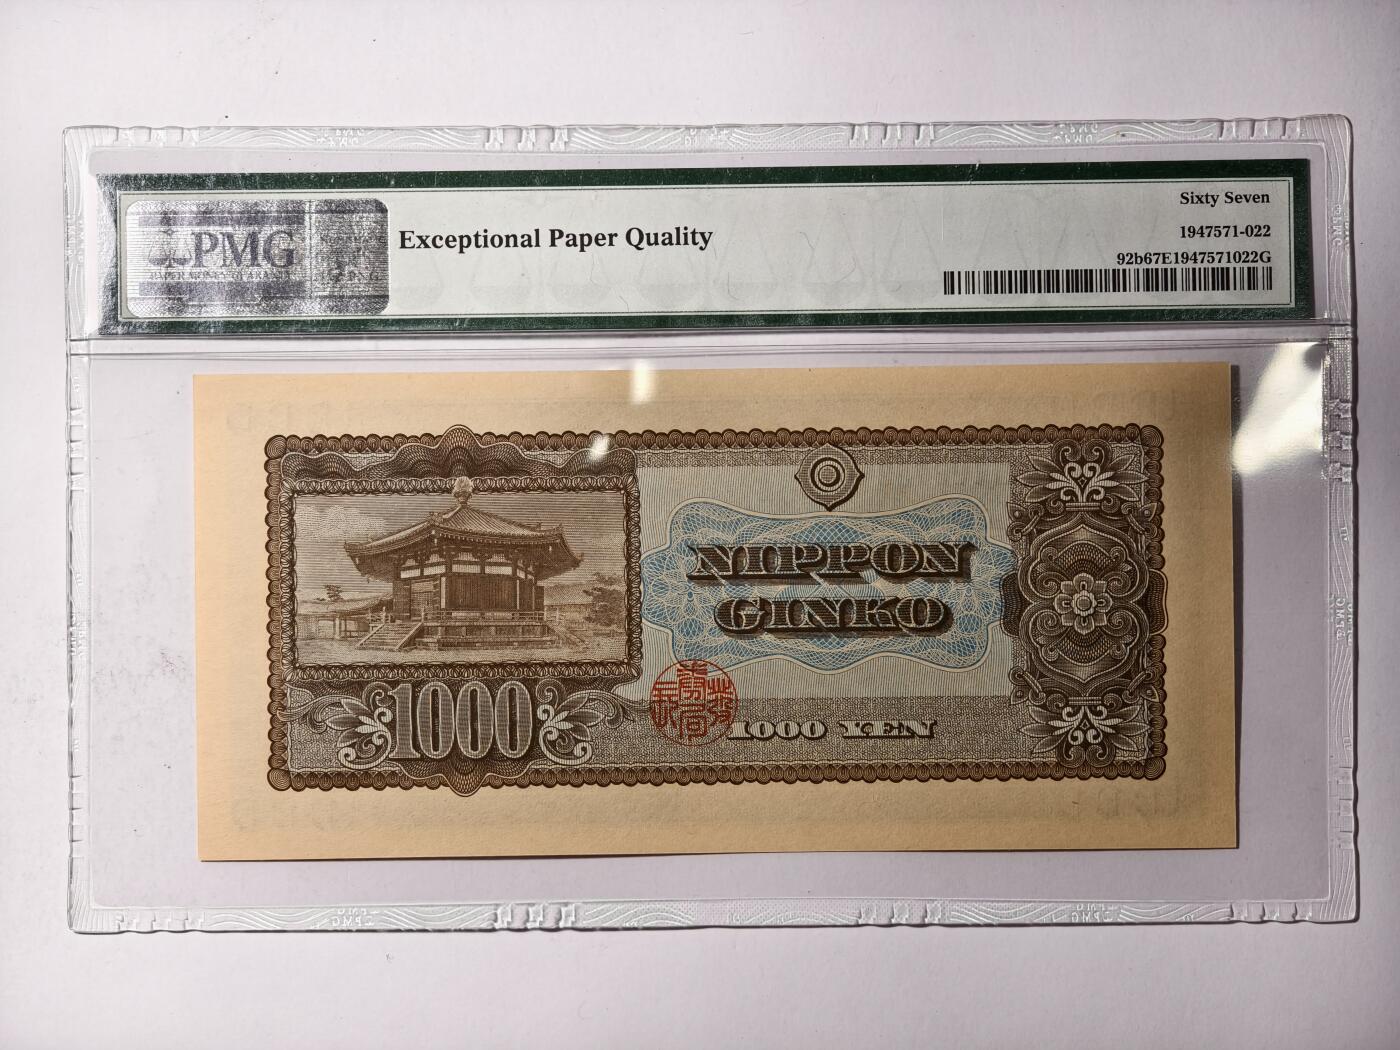 PMG
Exceptional Paper Quality
Sixty Seven
1947571-022
92b67E1947571022G
NIPPON
GINKO
1000
1000 YEN